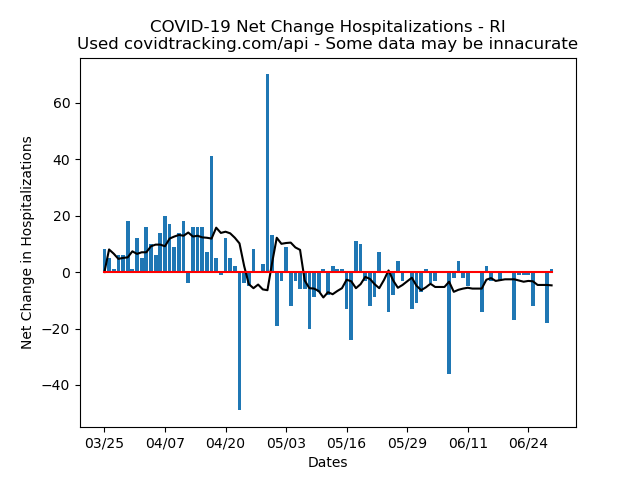 COVID-19 Net Change Hospitalizations - RI
Used covidtracking.com/api - Some data may be innacurate
Net Change in Hospitalizations
60
40
20
0
−20
−40
03/25 04/07 04/20 05/03 05/16 05/29 06/11 06/24
Dates